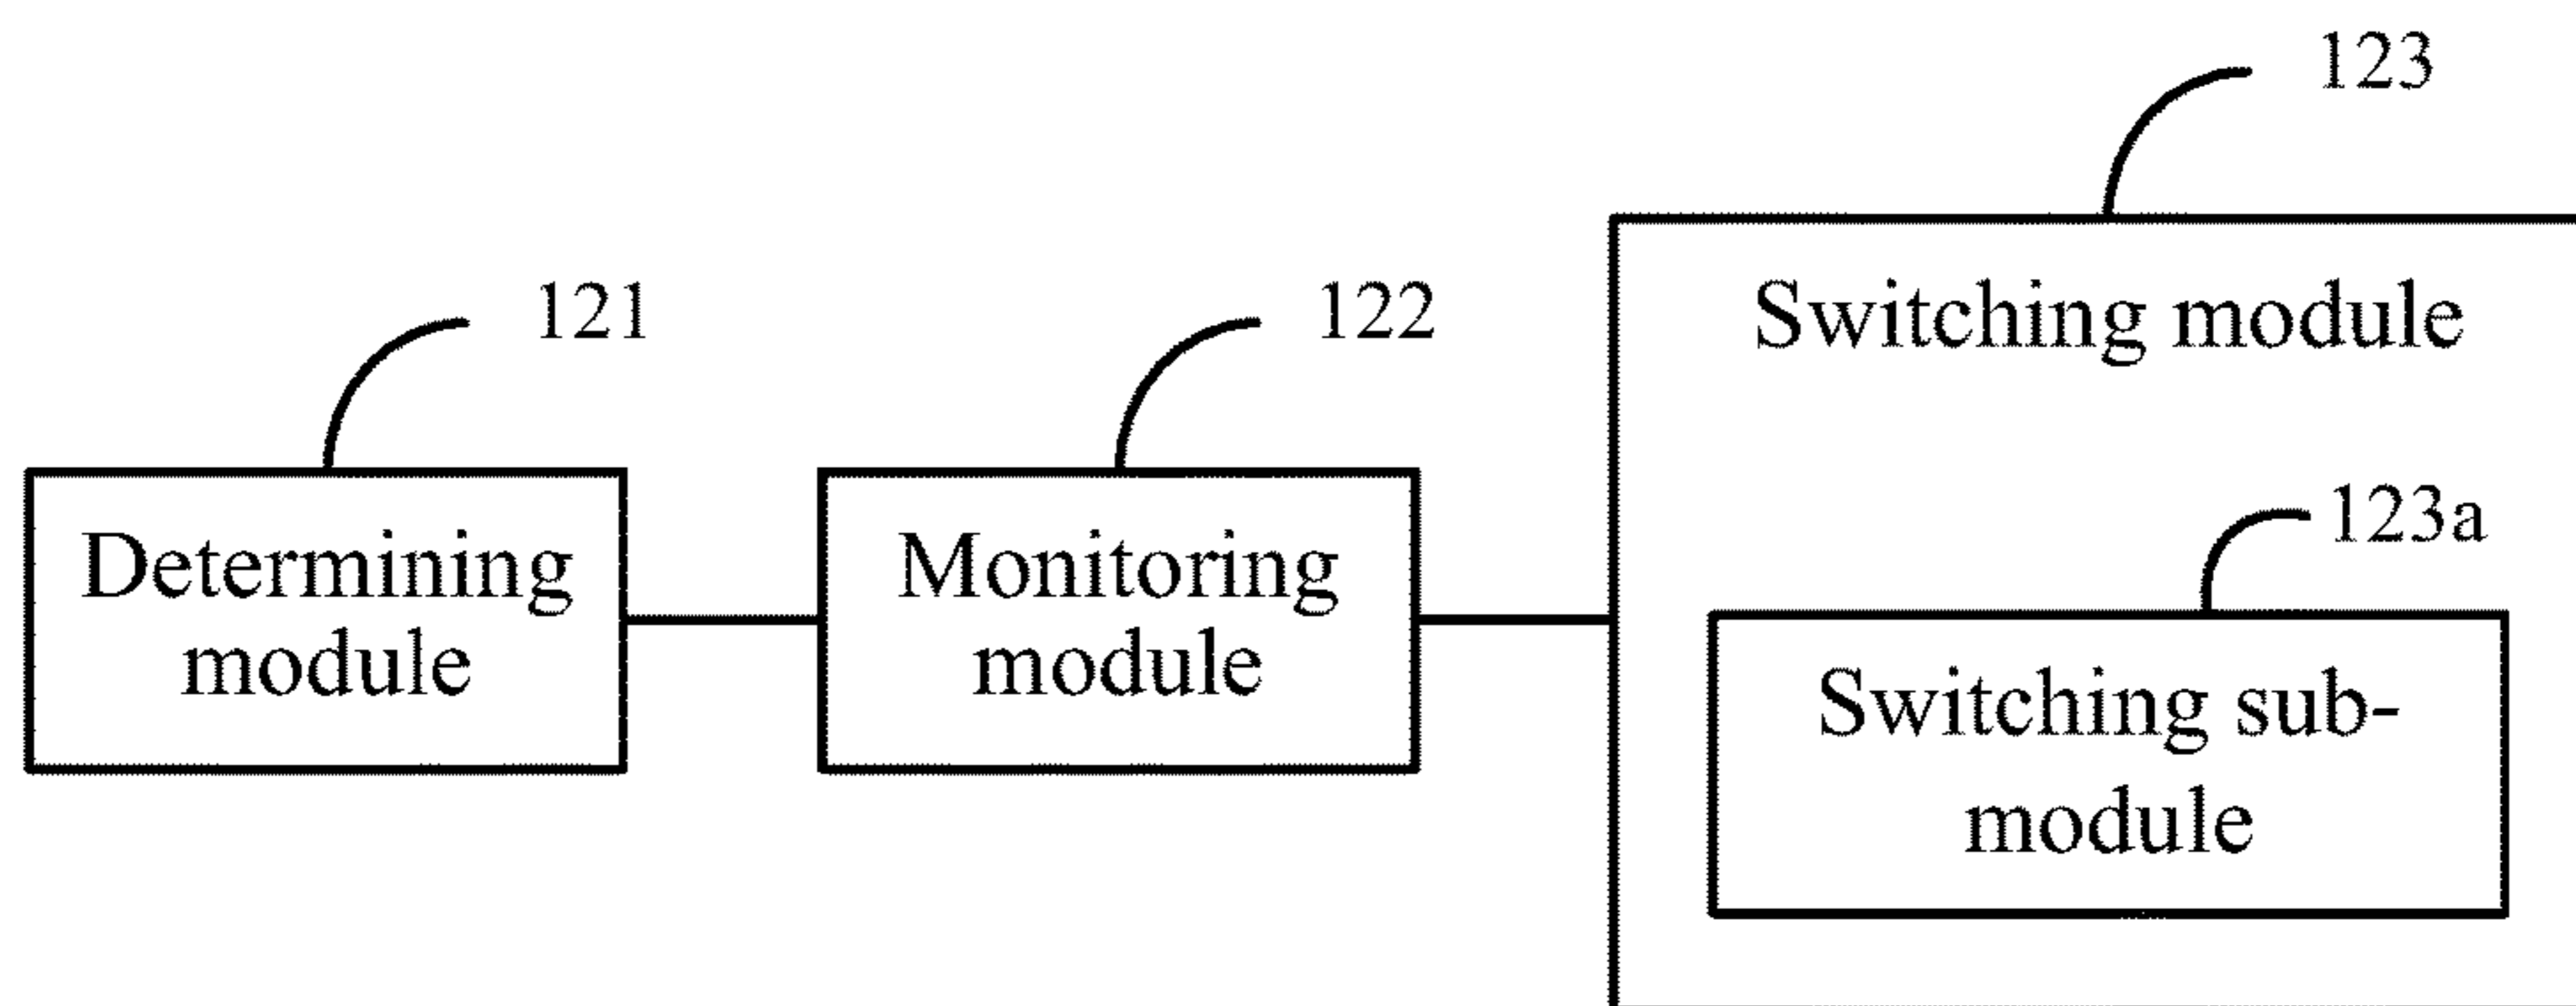 123
121
122
Switching module
123a
Determining
module
Monitoring
module
Switching sub-
module